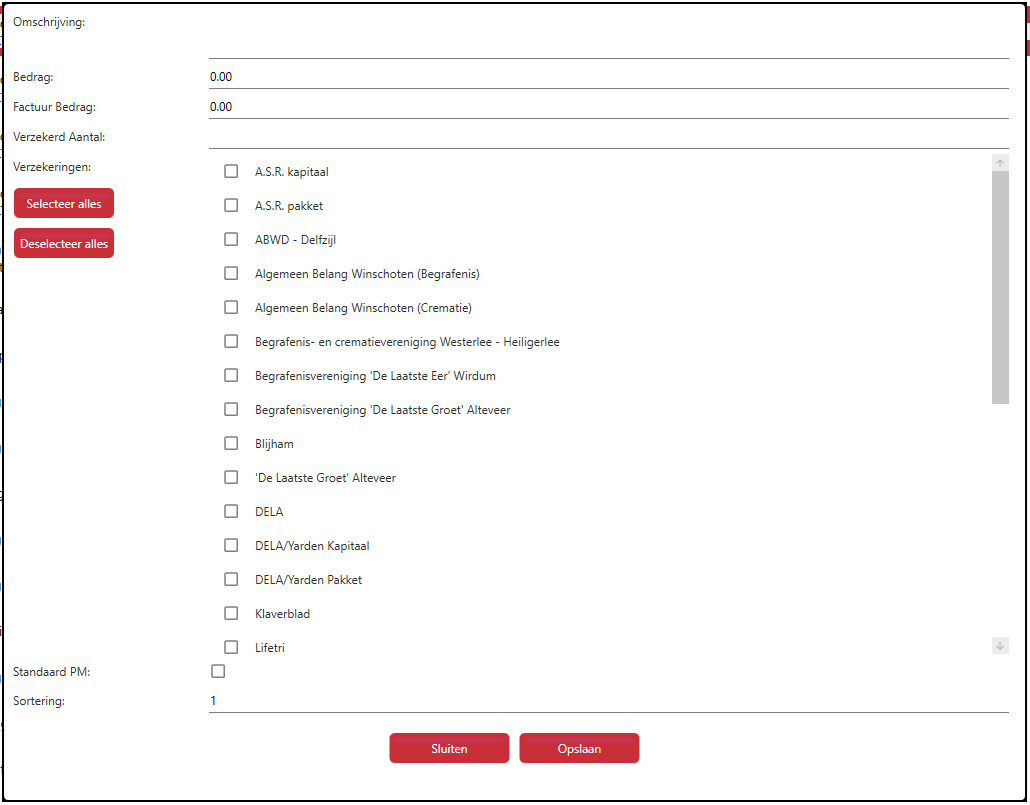 Omschrijving:
Bedrag: 0.00
Factuur Bedrag: 0.00
Verzekerd Aantal:
Verzekeringen:
Selecteer alles
Deselecteer alles
A.S.R. kapitaal
A.S.R. pakket
ABWD - Delfzijl
Algemeen Belang Winschoten (Begrafenis)
Algemeen Belang Winschoten (Crematie)
Begrafenis- en crematievereniging Westerlee - Heiligerlee
Begrafenisvereniging 'De Laatste Eer' Wirdum
Begrafenisvereniging 'De Laatste Groet' Alteveer
Blijham
'De Laatste Groet' Alteveer
DELA
DELA/Yarden Kapitaal
DELA/Yarden Pakket
Klaverblad
Lifetri
Standaard PM:
Sortering: 1
Sluiten
Opslaan